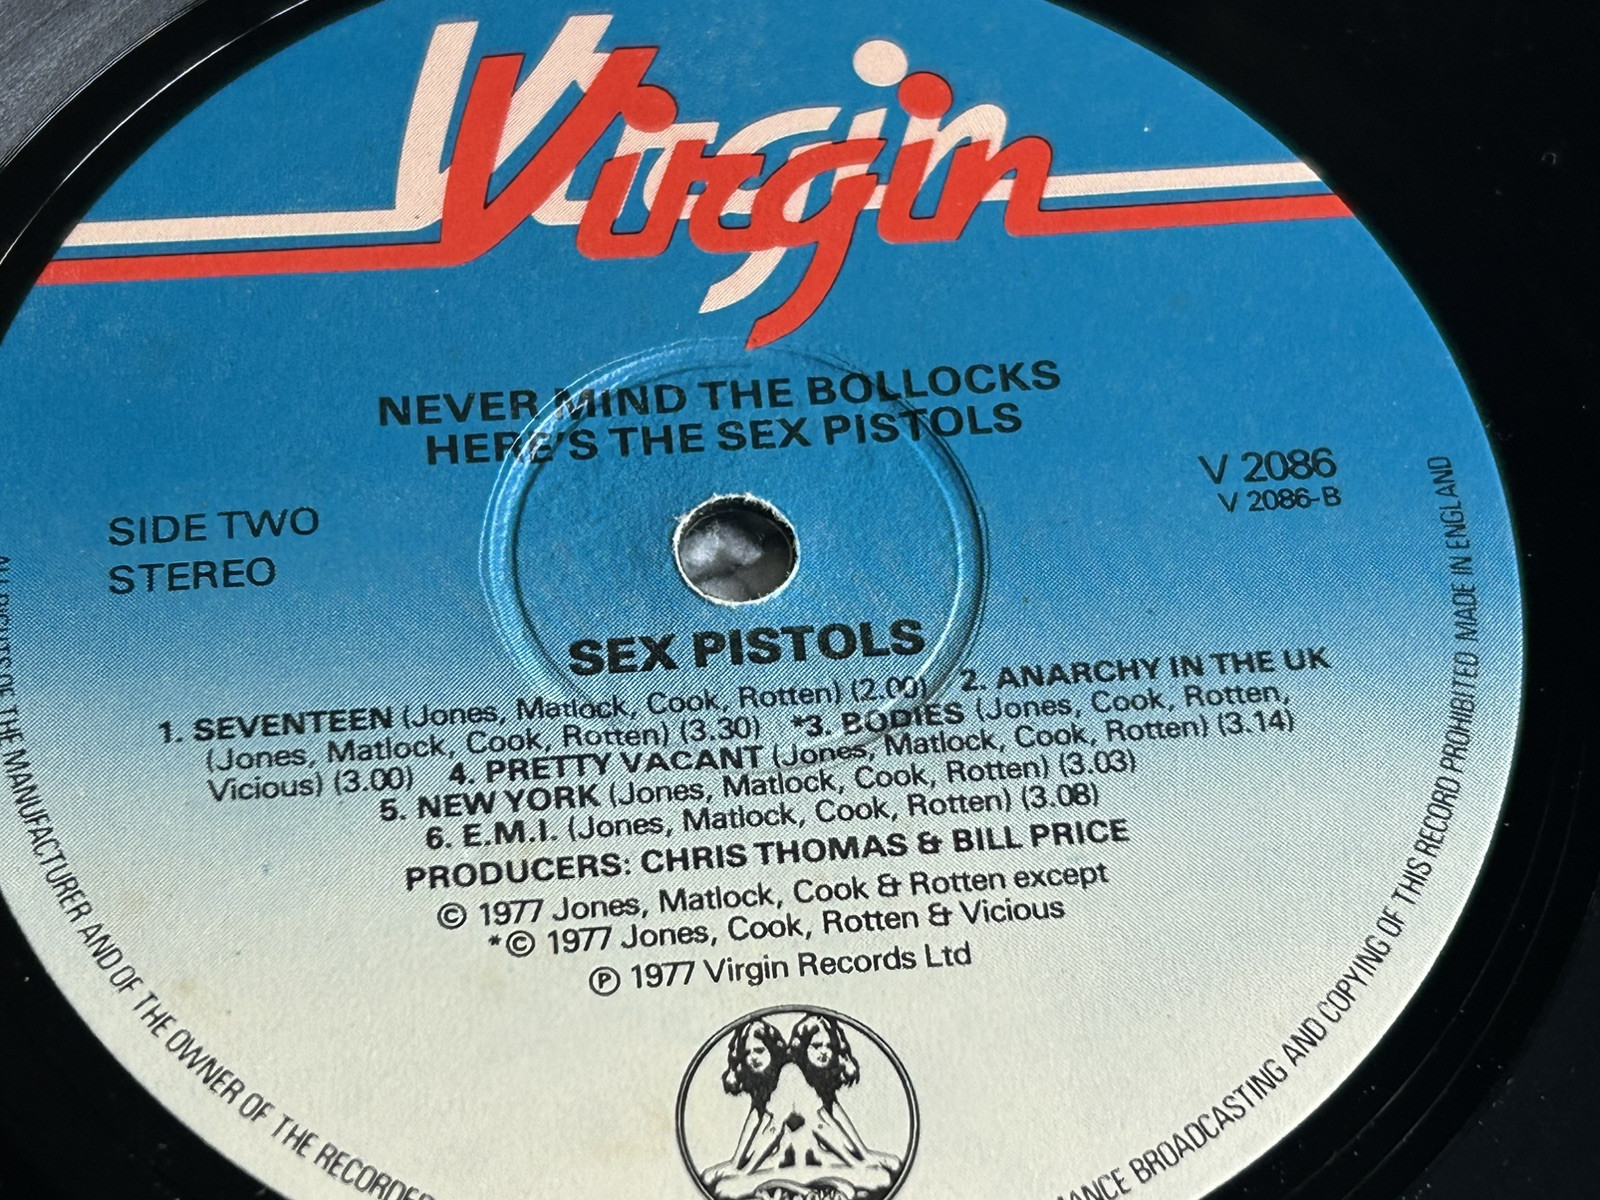 Virgin
NEVER MIND THE BOLLOCKS
HERE'S THE SEX PISTOLS
V 2086
V 2086-B
SIDE TWO
STEREO
SEX PISTOLS
1. SEVENTEEN (Jones, Matlock, Cook, Rotten) (2.00) 2. ANARCHY IN THE UK
(Jones, Matlock, Cook, Rotten) (3.30) *3. BODIES (Jones, Cook, Rotten,
Vicious) (3.00) 4. PRETTY VACANT (Jones, Matlock, Cook, Rotten) (3.14)
5. NEW YORK (Jones, Matlock, Cook, Rotten) (3.03)
6. E.M.I. (Jones, Matlock, Cook, Rotten) (3.08)
PRODUCERS: CHRIS THOMAS & BILL PRICE
© 1977 Jones, Matlock, Cook & Rotten except
*© 1977 Jones, Cook, Rotten & Vicious
℗ 1977 Virgin Records Ltd
THE MANUFACTURER AND OF THE OWNER OF THE RECORDED
BROADCASTING AND COPYING OF THIS RECORD PROHIBITED MADE IN ENGLAND